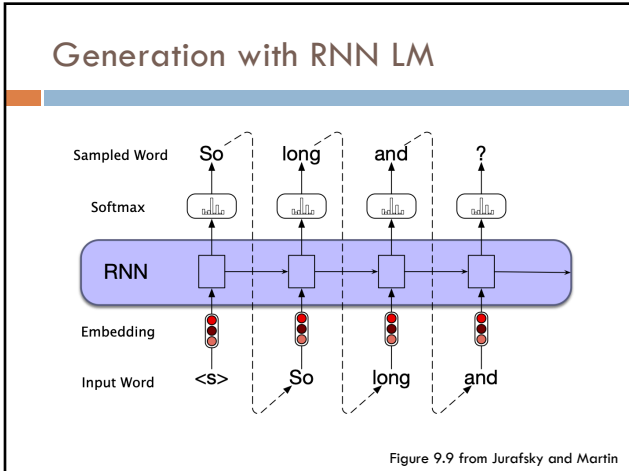 Generation with RNN LM
Sampled Word So long and ?
Softmax
RNN
Embedding
Input Word <s> So long and
Figure 9.9 from Jurafsky and Martin